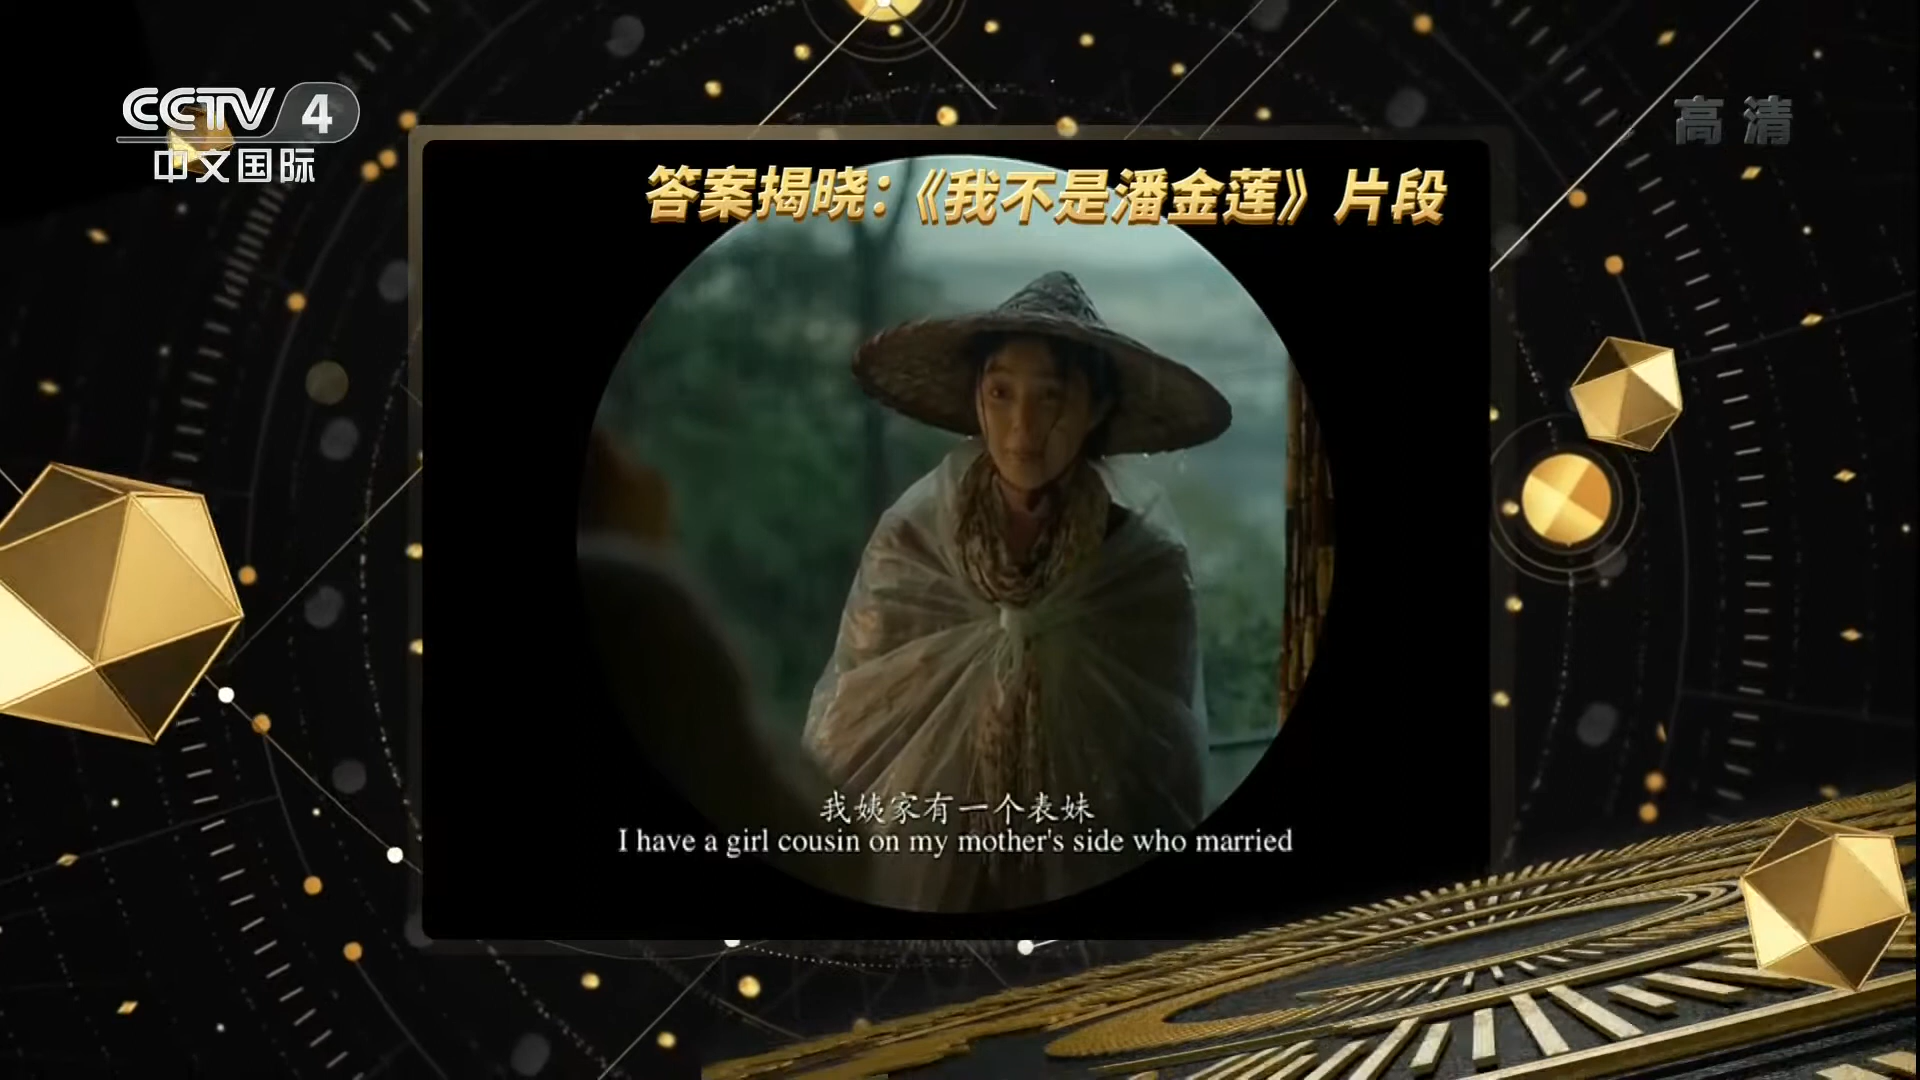 CCTV 4
中文国际
高清
答案揭晓：《我不是潘金莲》片段
我姨家有一个表妹
I have a girl cousin on my mother's side who married